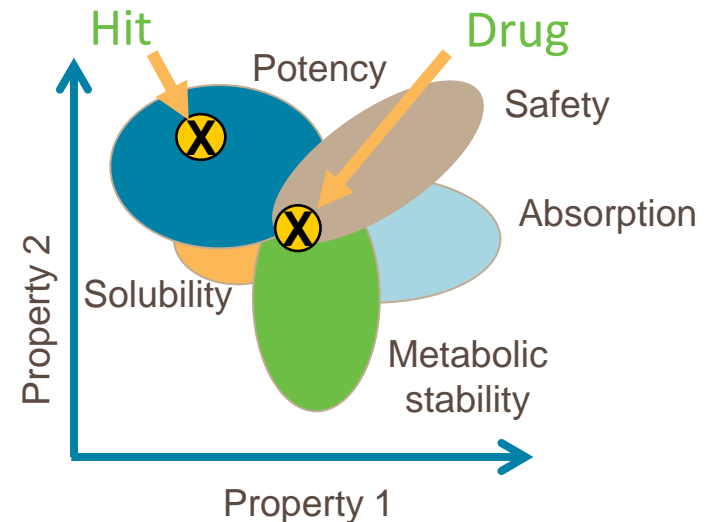 Hit
Drug
Potency
Safety
X
Absorption
X
Solubility
Property 2
Metabolic
stability
Property 1